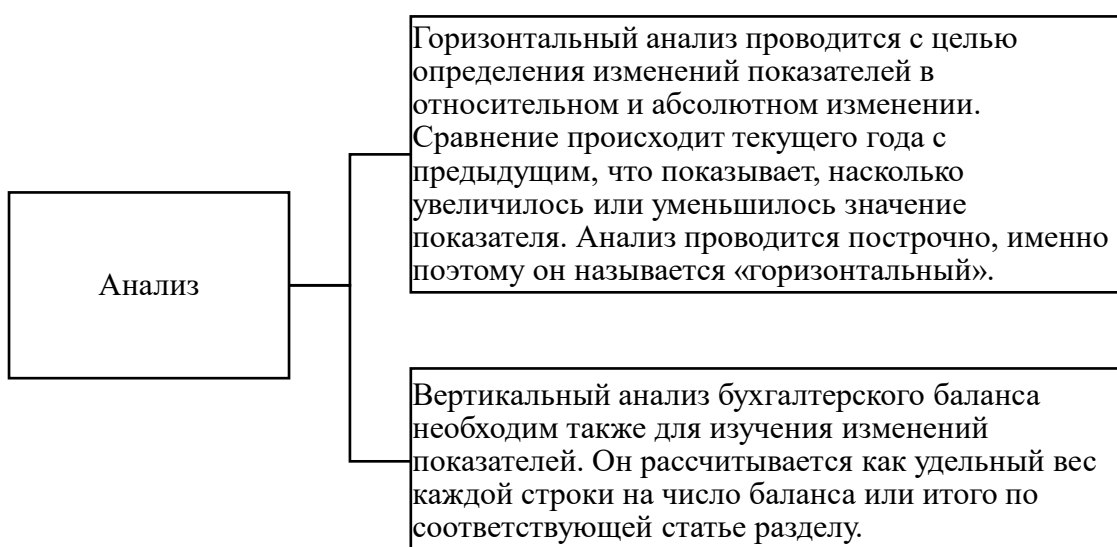 Горизонтальный анализ проводится с целью
определения изменений показателей в
относительном и абсолютном изменении.
Сравнение происходит текущего года с
предыдущим, что показывает, насколько
увеличилось или уменьшилось значение
показателя. Анализ проводится построчно, именно
поэтому он называется «горизонтальный».
Анализ
Вертикальный анализ бухгалтерского баланса
необходим также для изучения изменений
показателей. Он рассчитывается как удельный вес
каждой строки на число баланса или итого по
соответствующей статье разделу.